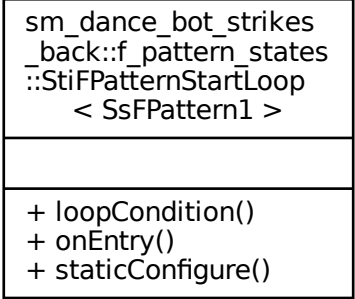 sm_dance_bot_strikes
_back::f_pattern_states
::StiFPatternStartLoop
< SsFPattern1 >
+ loopCondition()
+ onEntry()
+ staticConfigure()